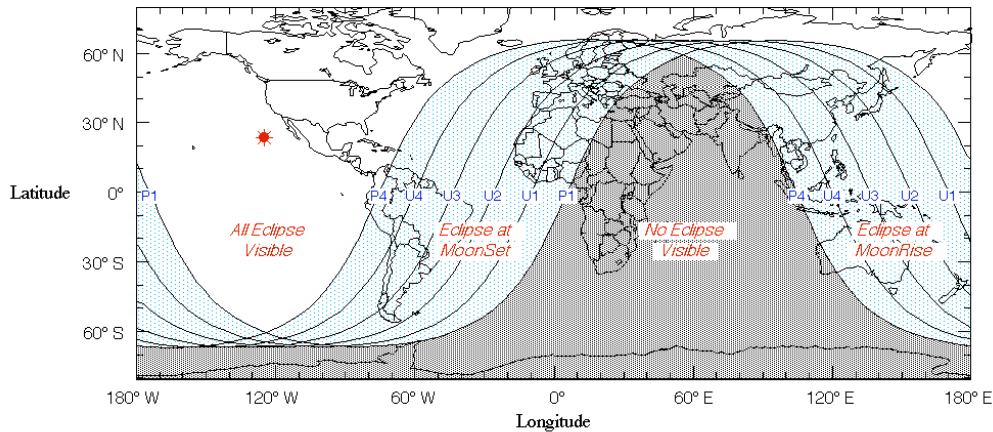 60° N
30° N
Latitude
0°
30° S
60° S
P1
P4
U4
U3
U2
U1
P1
P4
U4
U3
U2
U1
All Eclipse
Visible
Eclipse at
MoonSet
No Eclipse
Visible
Eclipse at
MoonRise
180° W
120° W
60° W
0°
60° E
120° E
180° E
Longitude